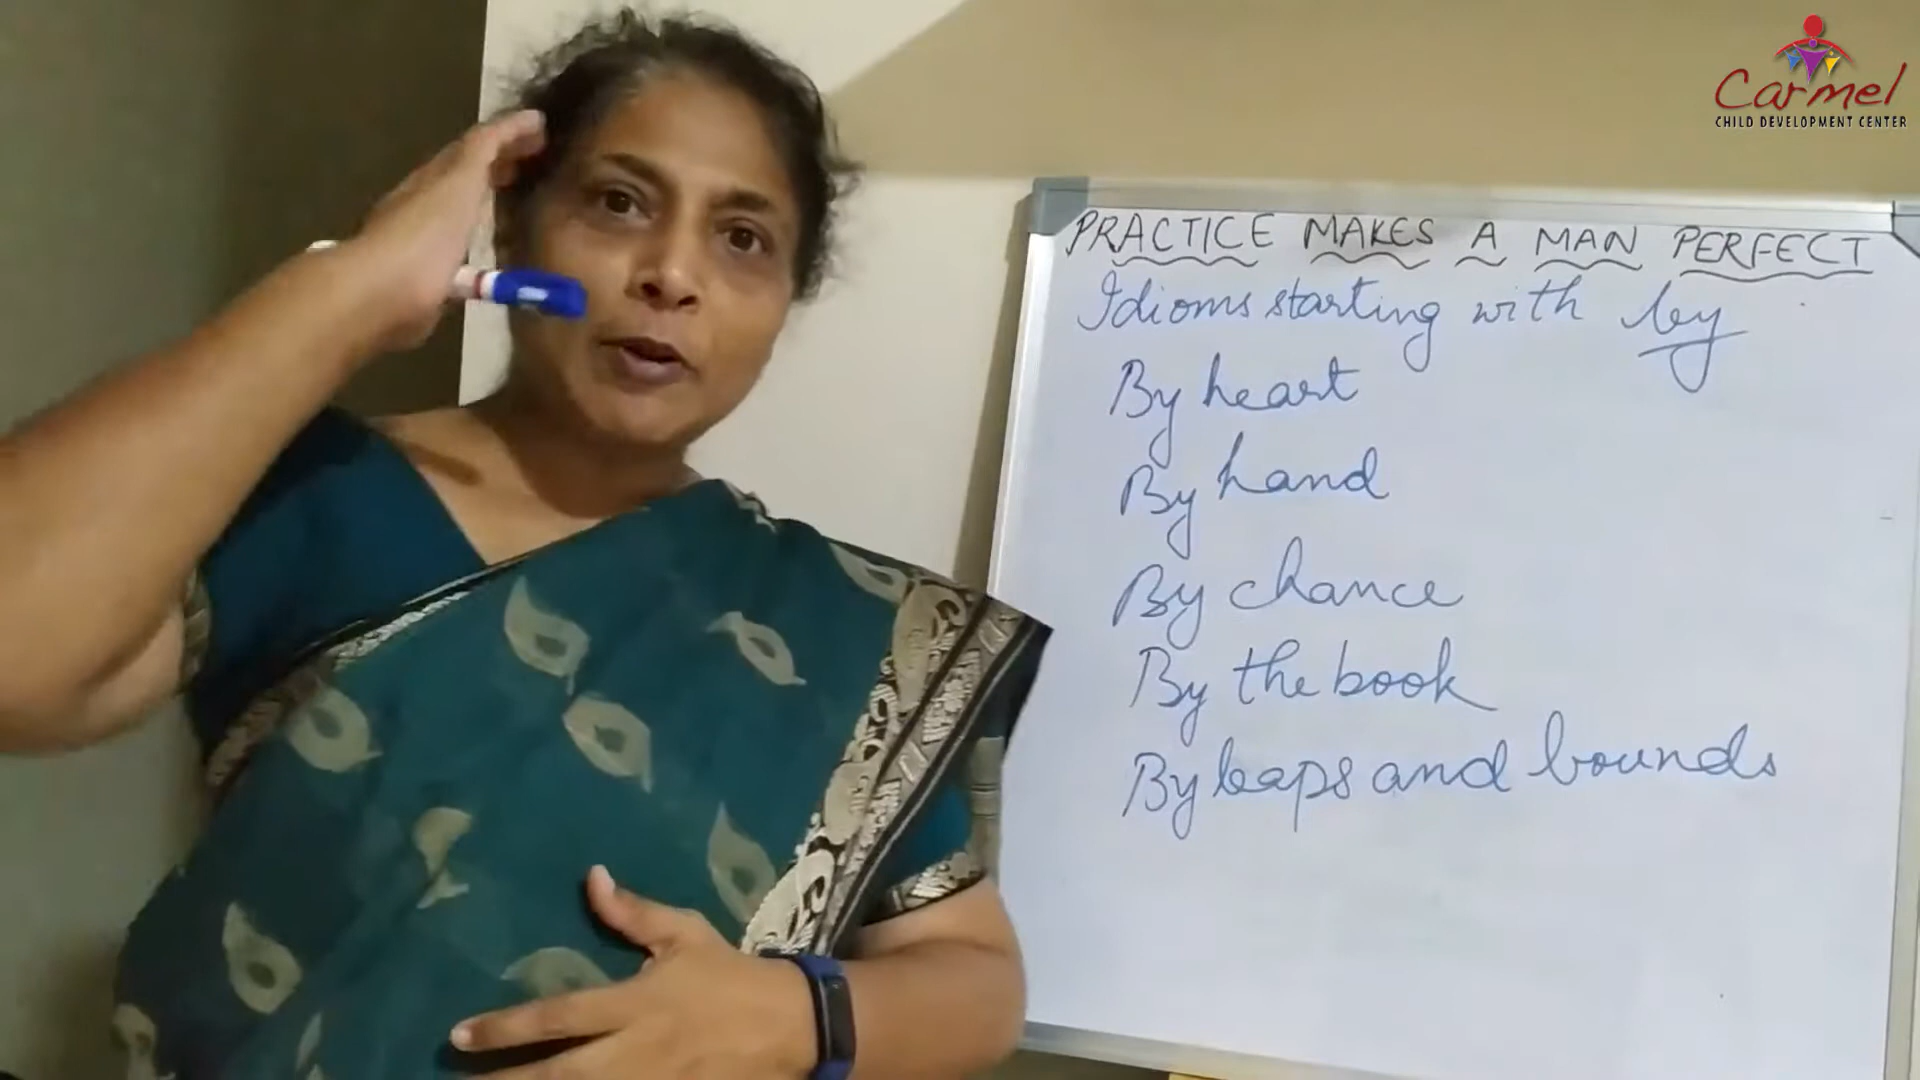 Carmel
CHILD DEVELOPMENT CENTER
PRACTICE MAKES A MAN PERFECT
Idioms starting with by
By heart
By hand
By chance
By the book
By leaps and bounds